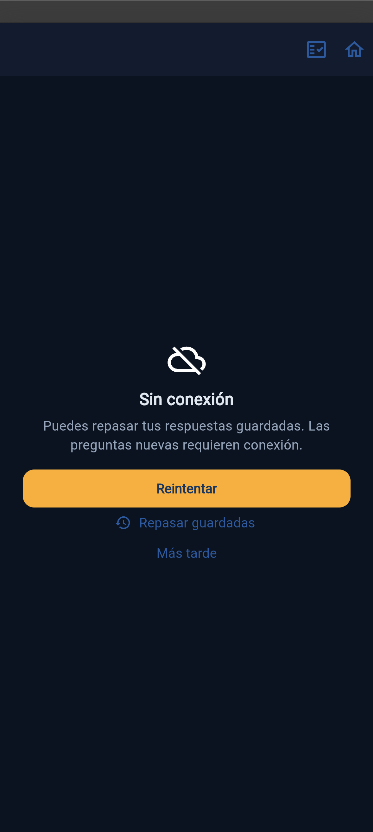 Sin conexión
Puedes repasar tus respuestas guardadas. Las
preguntas nuevas requieren conexión.
Reintentar
Repasar guardadas
Más tarde